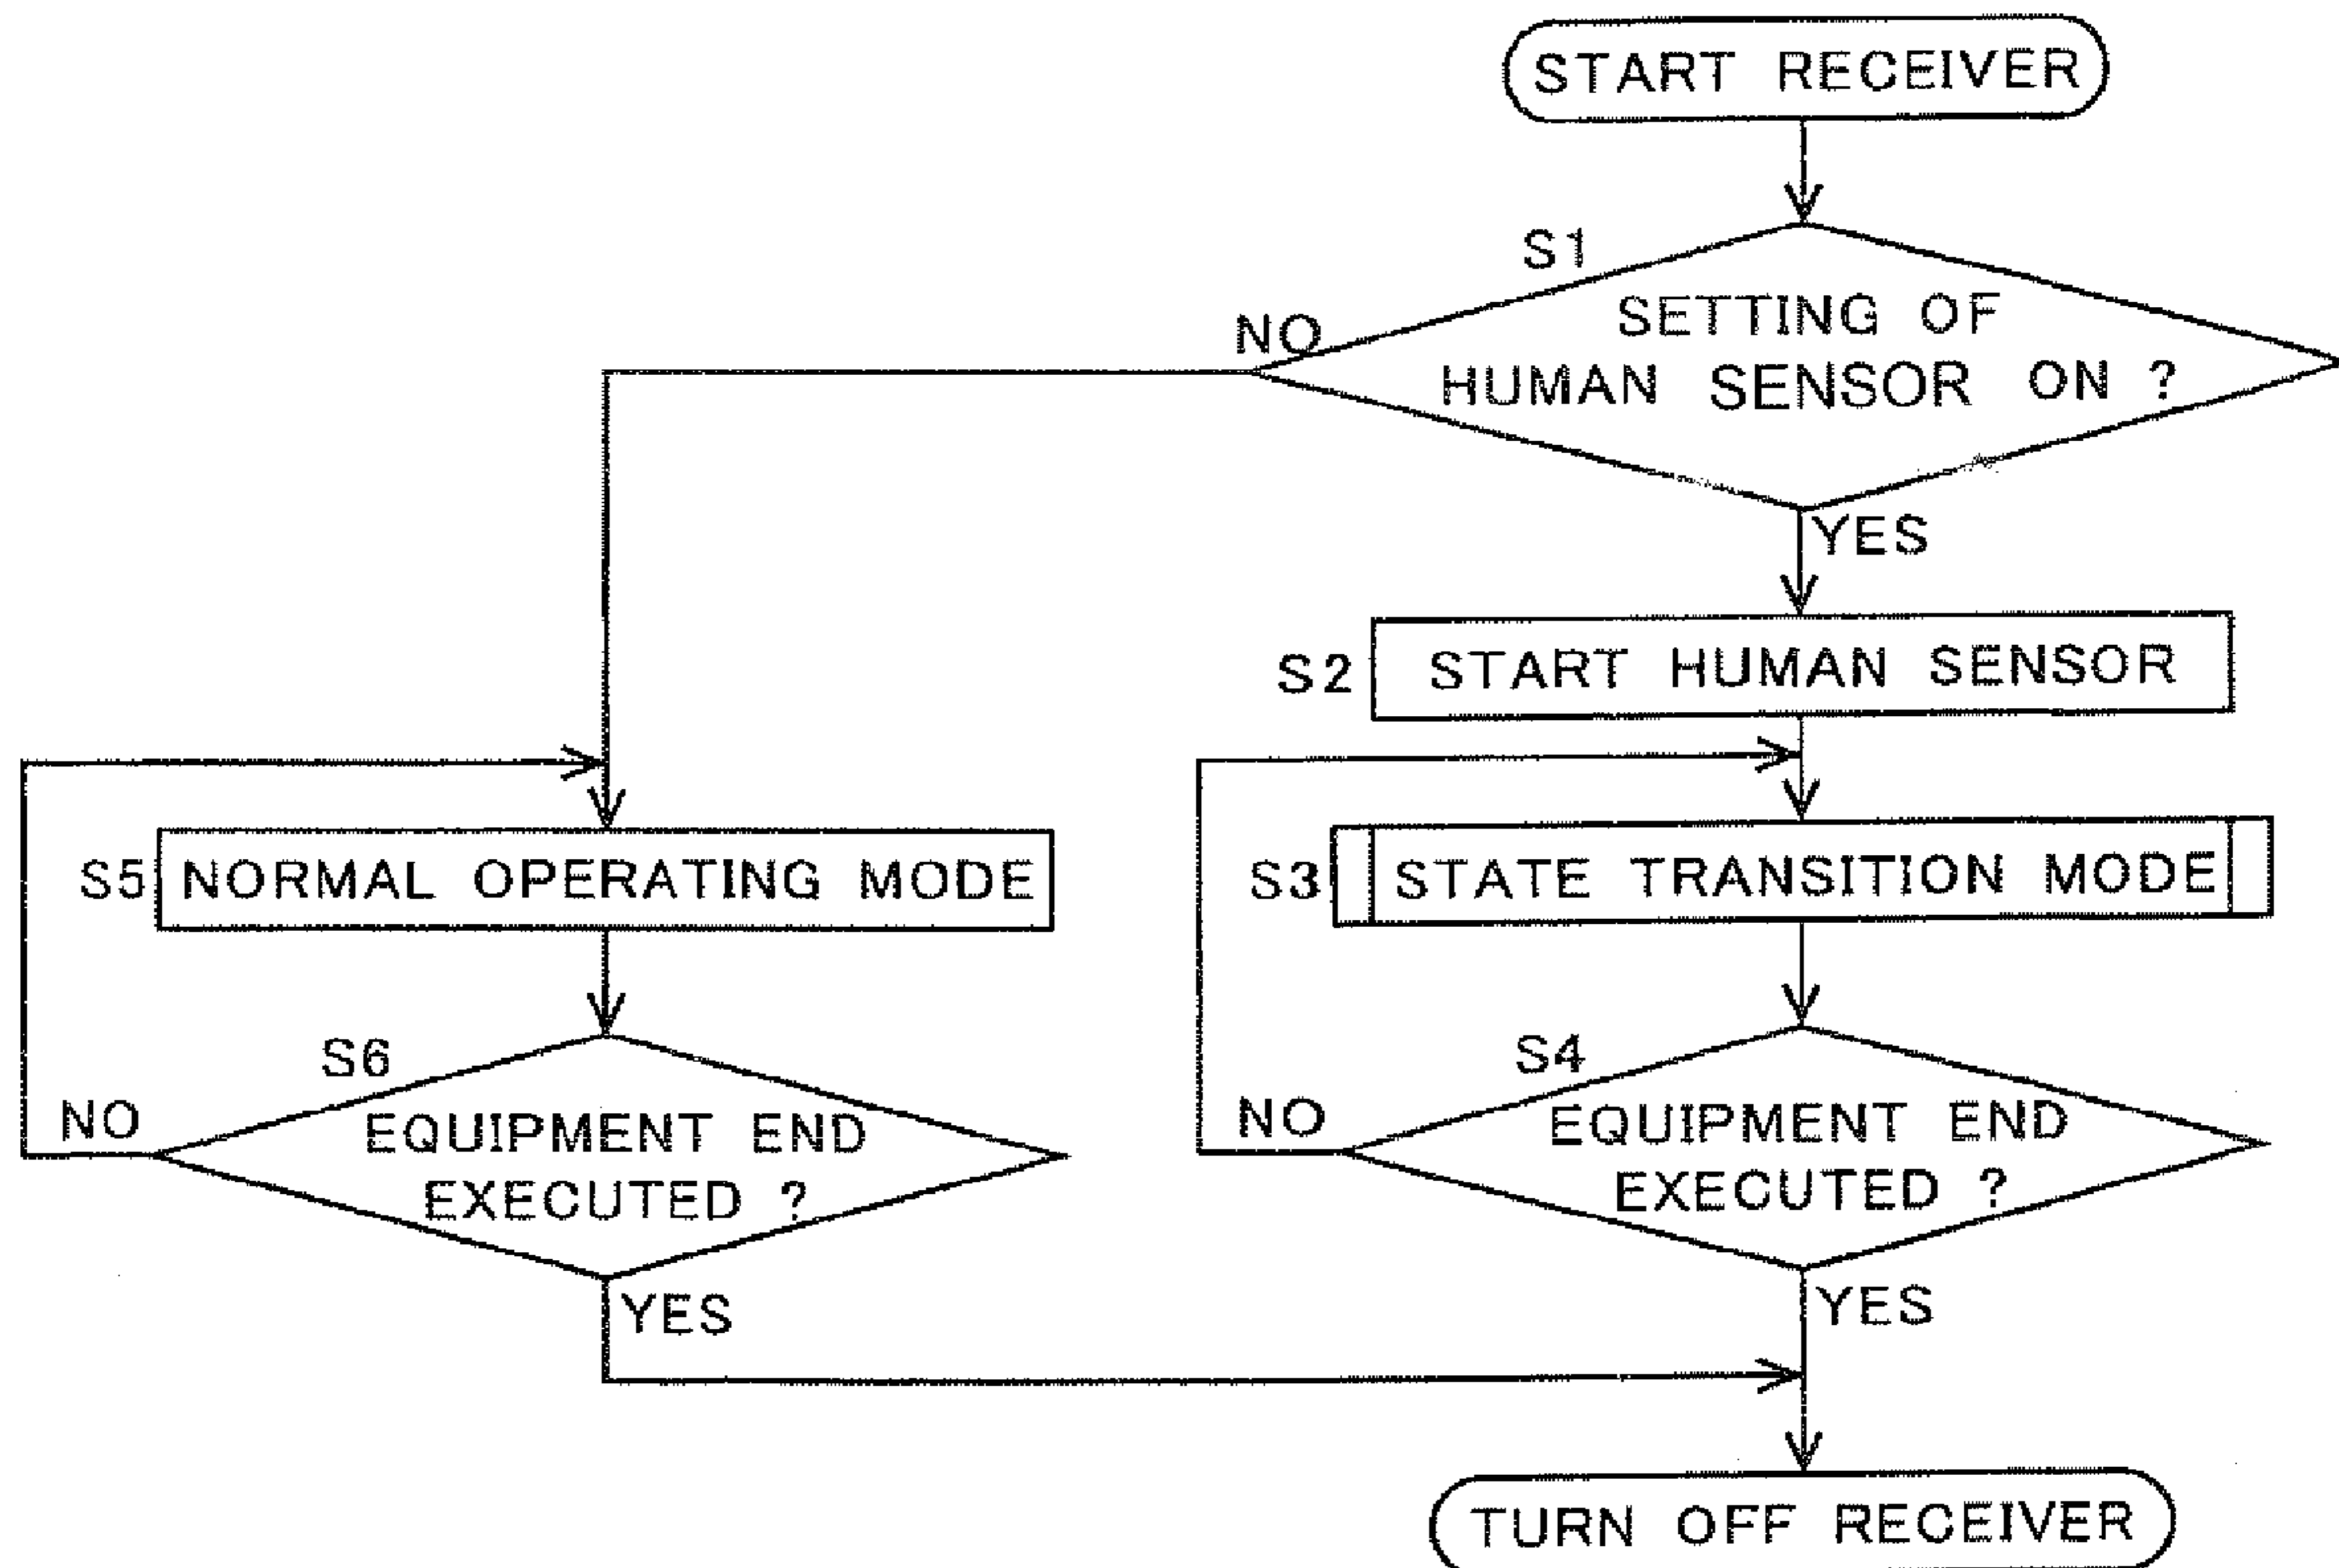 START RECEIVER
S1
SETTING OF
HUMAN SENSOR ON ?
NO
YES
S2
START HUMAN SENSOR
S5
NORMAL OPERATING MODE
S3
STATE TRANSITION MODE
S6
EQUIPMENT END
EXECUTED ?
NO
YES
S4
EQUIPMENT END
EXECUTED ?
NO
YES
TURN OFF RECEIVER